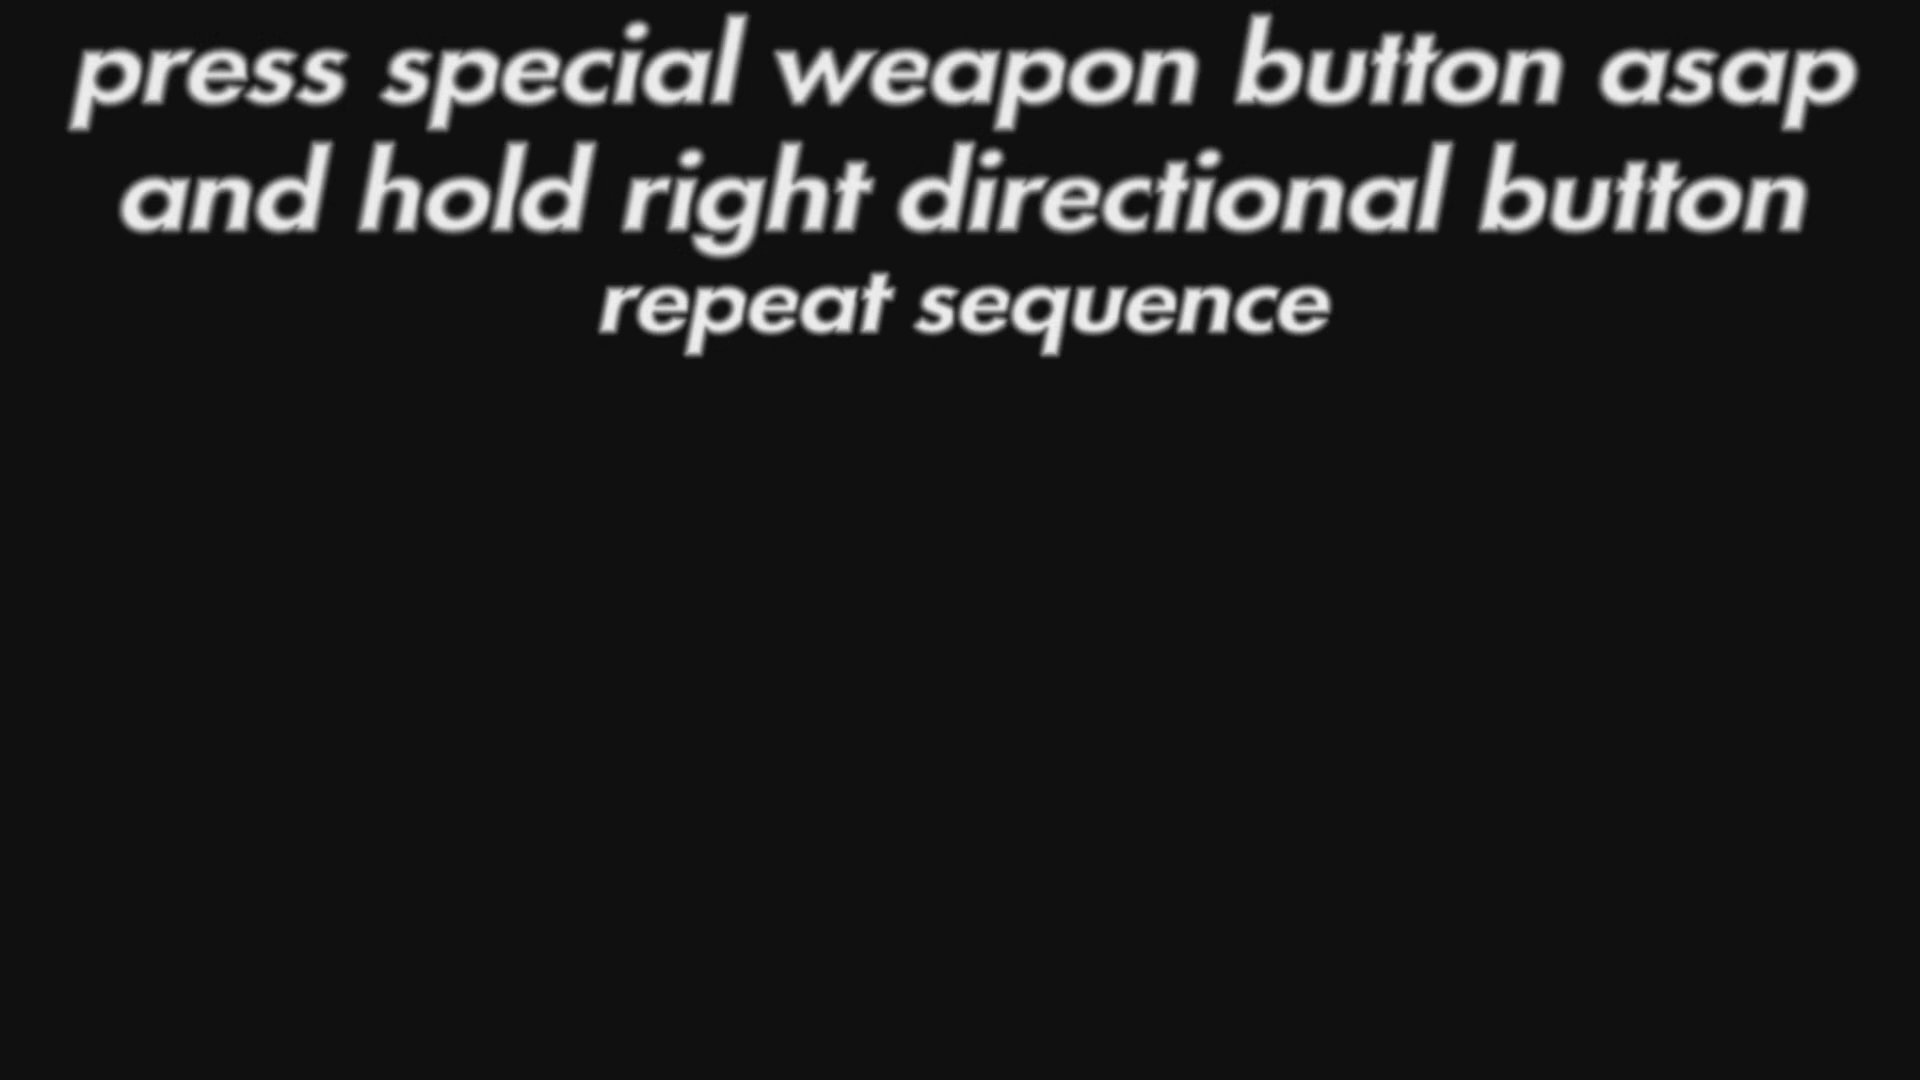 press special weapon button asap
and hold right directional button
repeat sequence